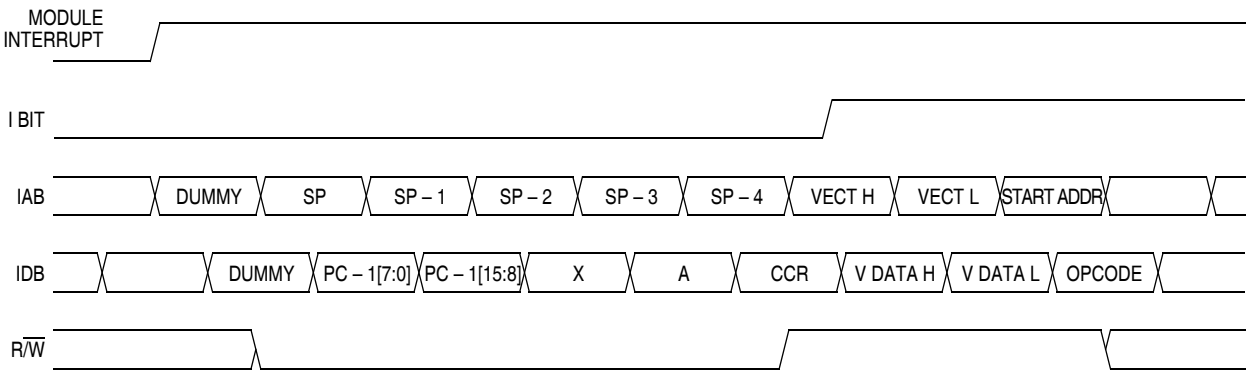 MODULE
INTERRUPT
I BIT
IAB DUMMY SP SP – 1 SP – 2 SP – 3 SP – 4 VECT H VECT L START ADDR
IDB DUMMY PC – 1[7:0] PC – 1[15:8] X A CCR V DATA H V DATA L OPCODE
R/W̅